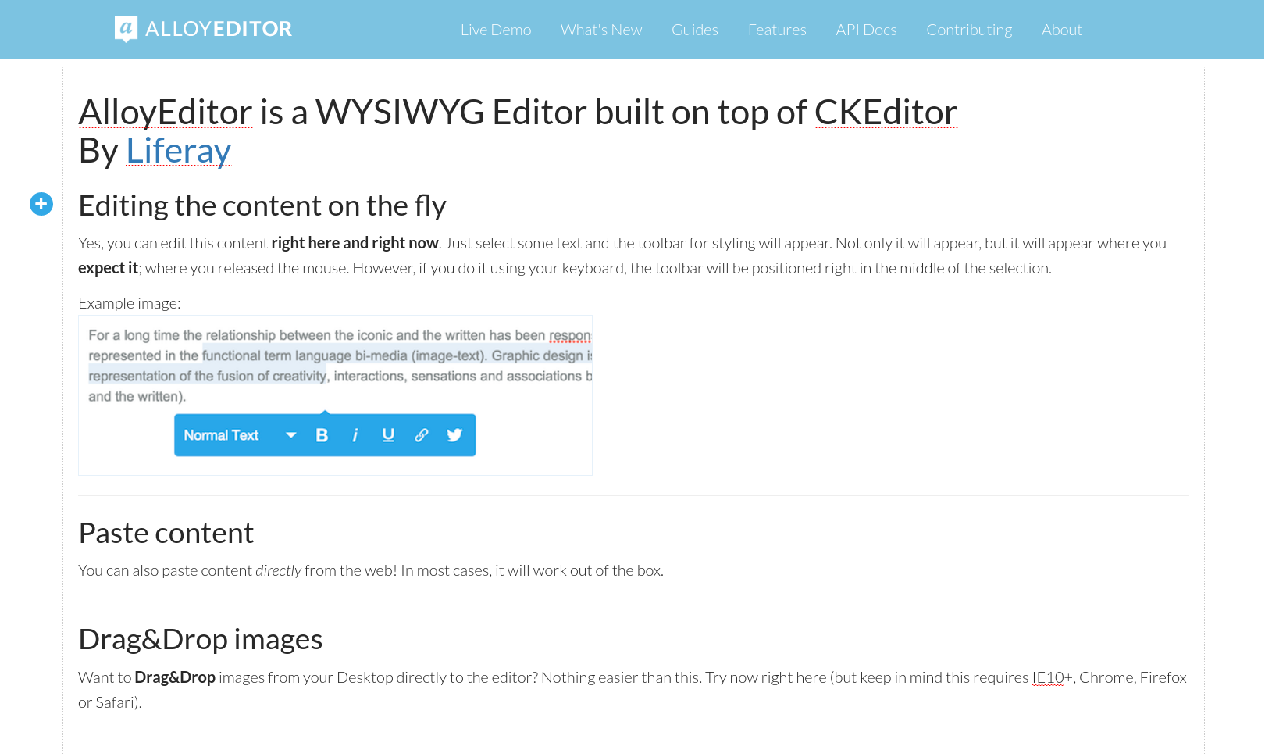 a ALLOYEDITOR Live Demo What's New Guides Features API Docs Contributing About
AlloyEditor is a WYSIWYG Editor built on top of CKEditor
By Liferay
Editing the content on the fly
Yes, you can edit this content right here and right now. Just select some text and the toolbar for styling will appear. Not only it will appear, but it will appear where you
expect it; where you released the mouse. However, if you do it using your keyboard, the toolbar will be positioned right in the middle of the selection.
Example image:
For a long time the relationship between the iconic and the written has been respon
represented in the functional term language bi-media (image-text). Graphic design i
representation of the fusion of creativity, interactions, sensations and associations b
and the written).
Normal Text B i U
Paste content
You can also paste content directly from the web! In most cases, it will work out of the box.
Drag&Drop images
Want to Drag&Drop images from your Desktop directly to the editor? Nothing easier than this. Try now right here (but keep in mind this requires IE10+, Chrome, Firefox
or Safari).